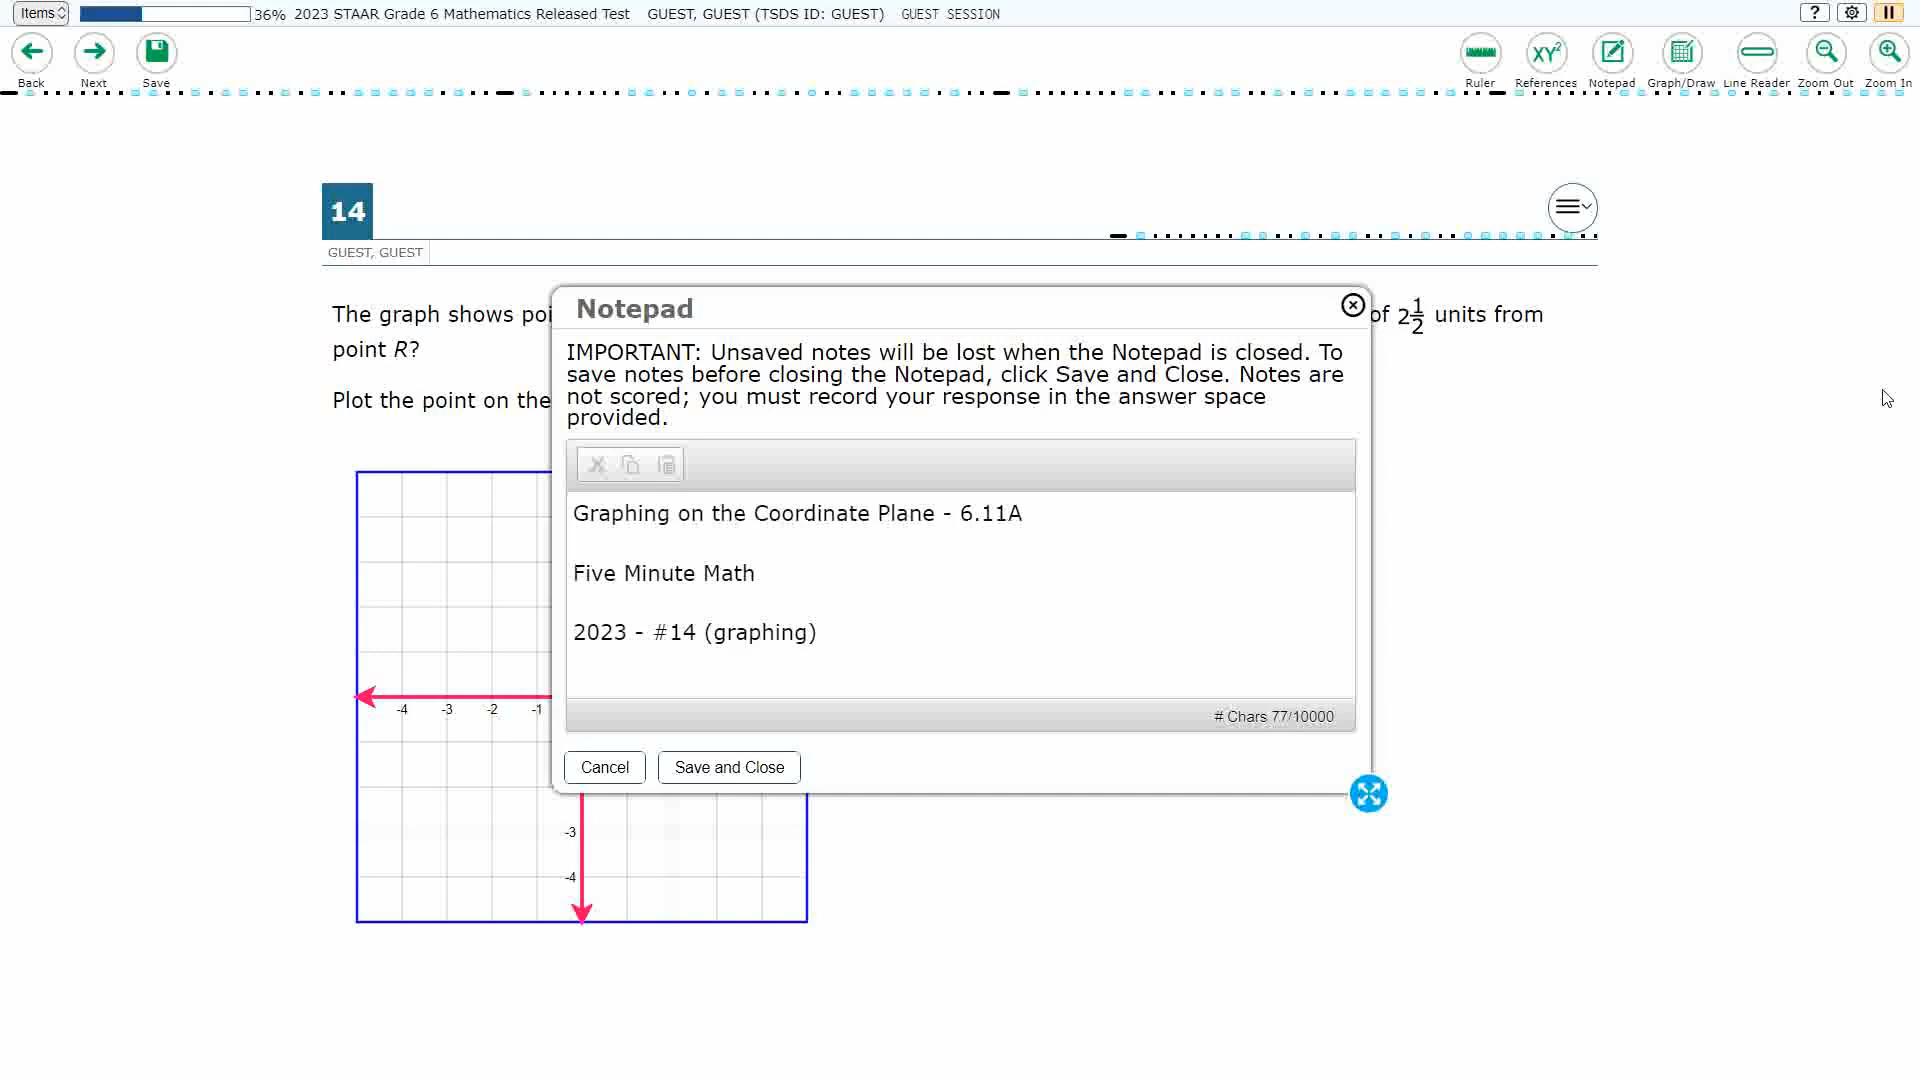 Items 36% 2023 STAAR Grade 6 Mathematics Released Test GUEST, GUEST (TSDS ID: GUEST) GUEST SESSION ?
Back Next Save Ruler XY² References Notepad Graph/Draw Line Reader Zoom Out Zoom In
14
GUEST, GUEST
The graph shows poi
of 2 1/2 units from
point R?
Plot the point on the
Notepad
IMPORTANT: Unsaved notes will be lost when the Notepad is closed. To
save notes before closing the Notepad, click Save and Close. Notes are
not scored; you must record your response in the answer space
provided.
Graphing on the Coordinate Plane - 6.11A
Five Minute Math
2023 - #14 (graphing)
# Chars 77/10000
Cancel Save and Close
-4 -3 -2 -1
-3
-4